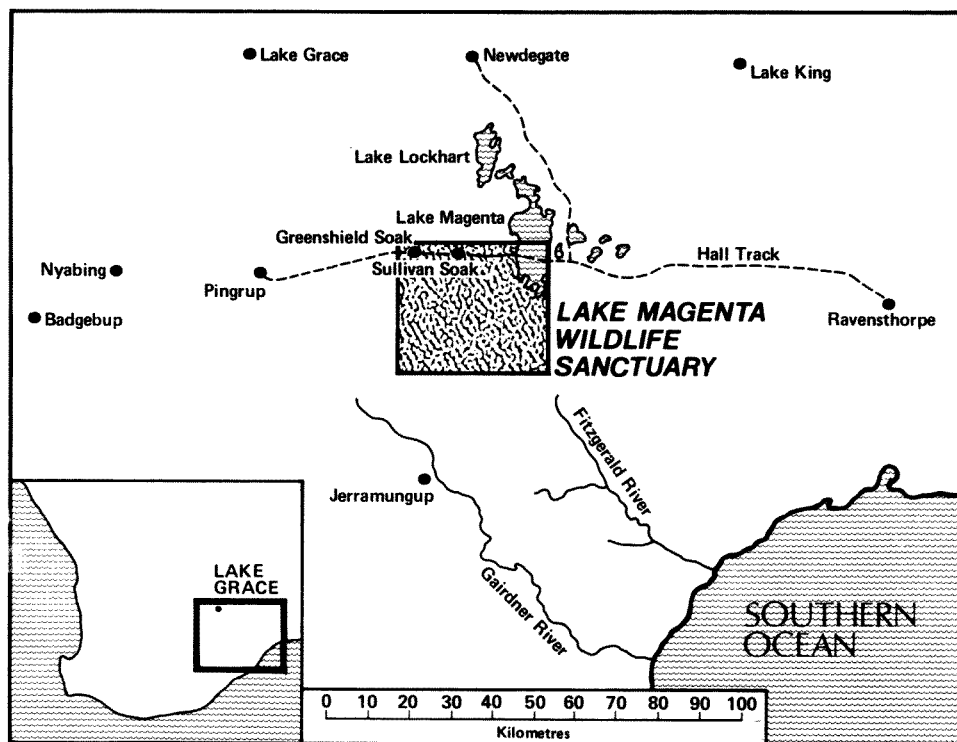 Lake Grace
Newdegate
Lake King
Lake Lockhart
Lake Magenta
Greenshield Soak
Sullivan Soak
Nyabing
Pingrup
Hall Track
Badgebup
Ravensthorpe
LAKE MAGENTA
WILDLIFE
SANCTUARY
Fitzgerald River
Jerramungup
Gairdner River
LAKE
GRACE
SOUTHERN
OCEAN
0 10 20 30 40 50 60 70 80 90 100
Kilometres